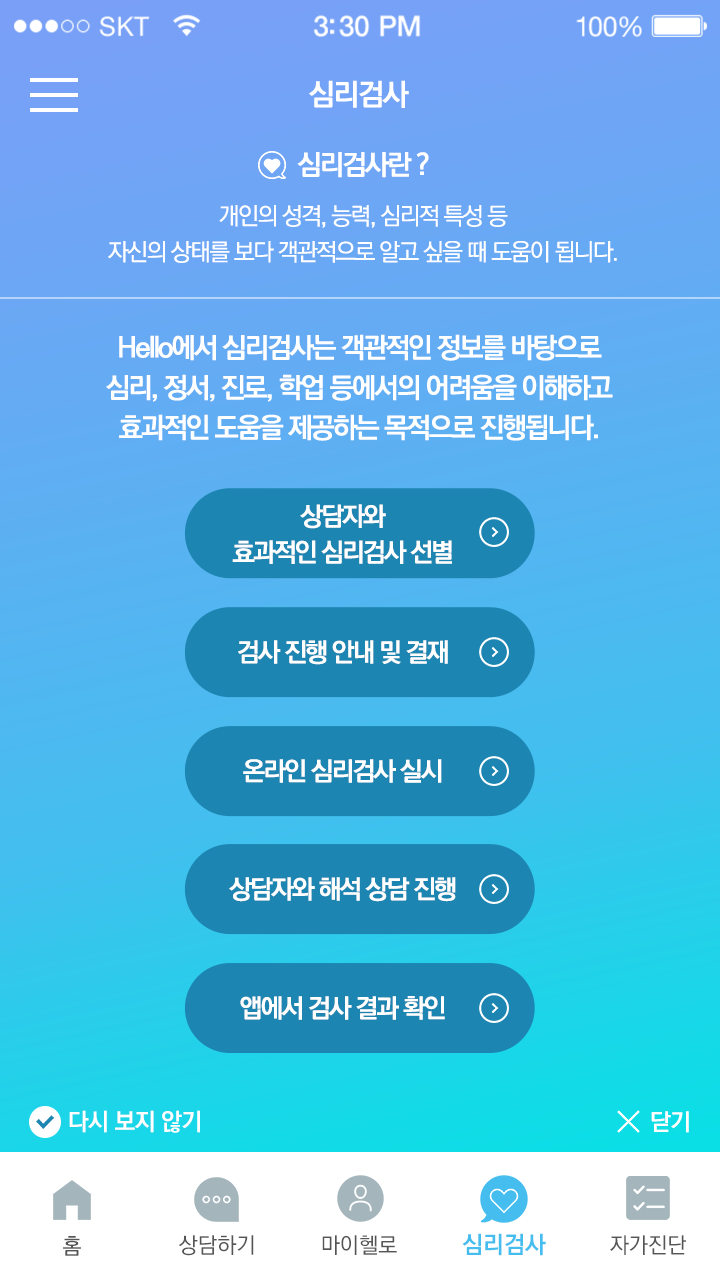 SKT 3:30 PM 100%
심리검사
심리검사란 ?
개인의 성격, 능력, 심리적 특성 등
자신의 상태를 보다 객관적으로 알고 싶을 때 도움이 됩니다.
Hello에서 심리검사는 객관적인 정보를 바탕으로
심리, 정서, 진로, 학업 등에서의 어려움을 이해하고
효과적인 도움을 제공하는 목적으로 진행됩니다.
상담자와
효과적인 심리검사 선별
검사 진행 안내 및 결재
온라인 심리검사 실시
상담자와 해석 상담 진행
앱에서 검사 결과 확인
다시 보지 않기 닫기
홈 상담하기 마이헬로 심리검사 자가진단